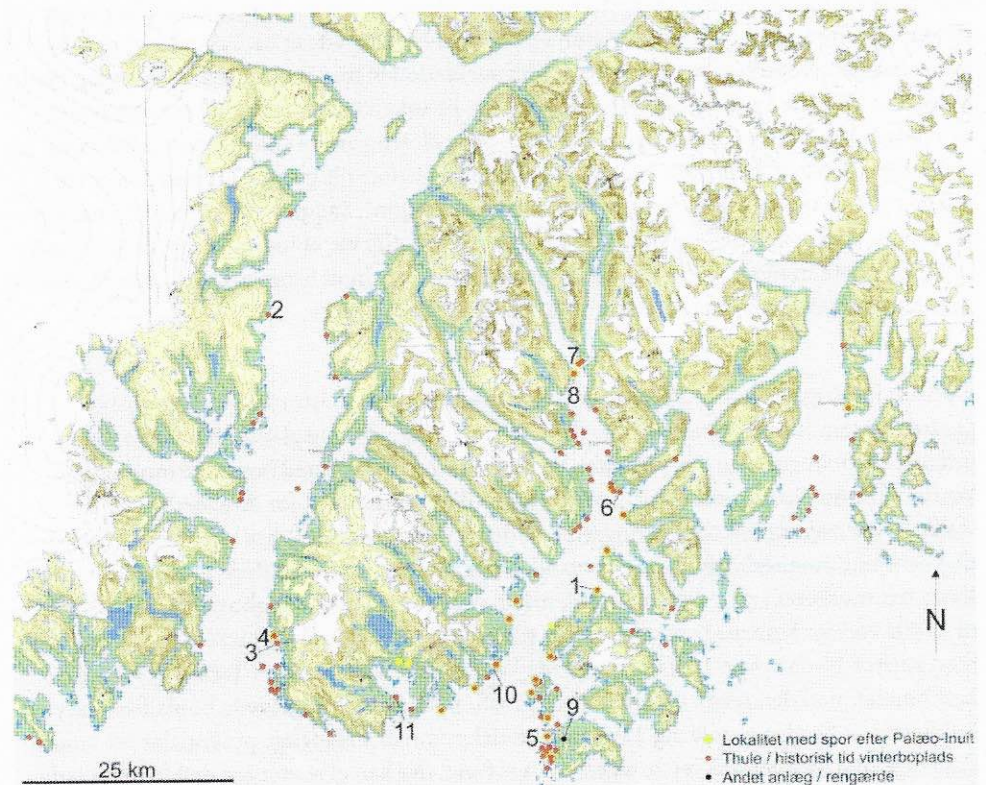 2
7
8
6
1
4
3
10
9
5
11
N
Lokalitet med spor efter Palæo-Inuit
Thule / historisk tid vinterboplads
Andet anlæg / rengærde
25 km